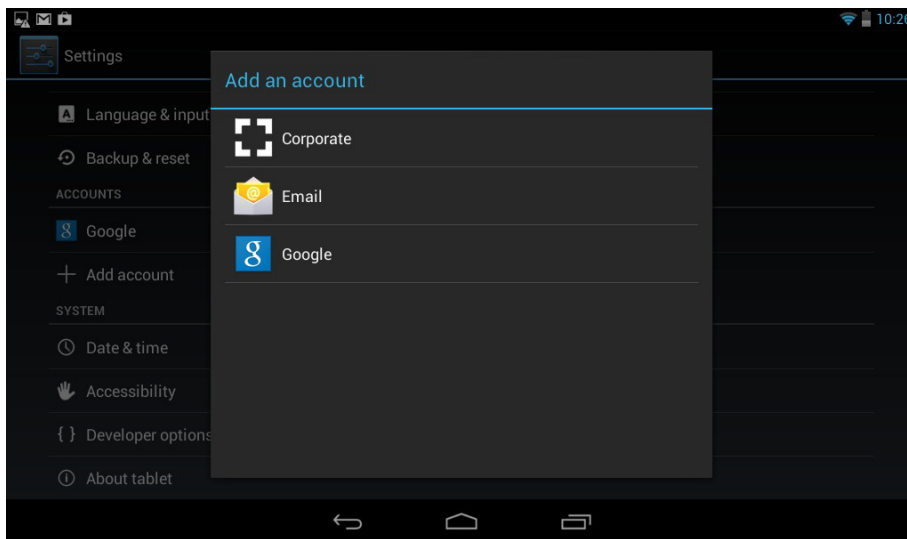 10:26
Settings
Add an account
Language & input
Corporate
Backup & reset
Email
ACCOUNTS
Google
Google
Add account
SYSTEM
Date & time
Accessibility
{ } Developer options
About tablet